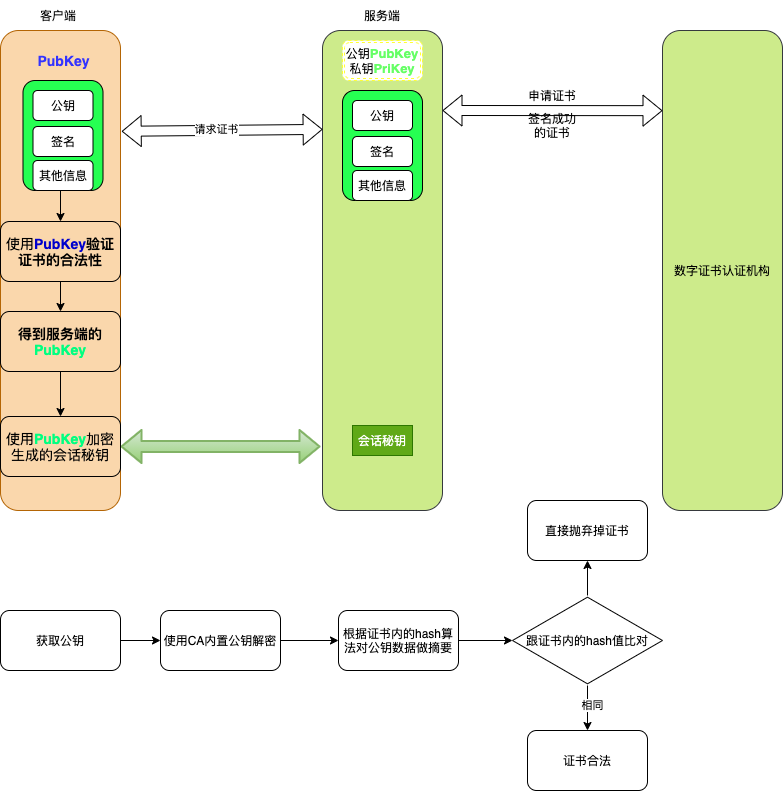 客户端
服务端
PubKey
公钥
签名
其他信息
请求证书
公钥PubKey
私钥PriKey
公钥
签名
其他信息
申请证书
签名成功
的证书
数字证书认证机构
使用PubKey验证
证书的合法性
得到服务端的
PubKey
使用PubKey加密
生成的会话秘钥
会话秘钥
直接抛弃掉证书
获取公钥
使用CA内置公钥解密
根据证书内的hash算
法对公钥数据做摘要
跟证书内的hash值比对
相同
证书合法